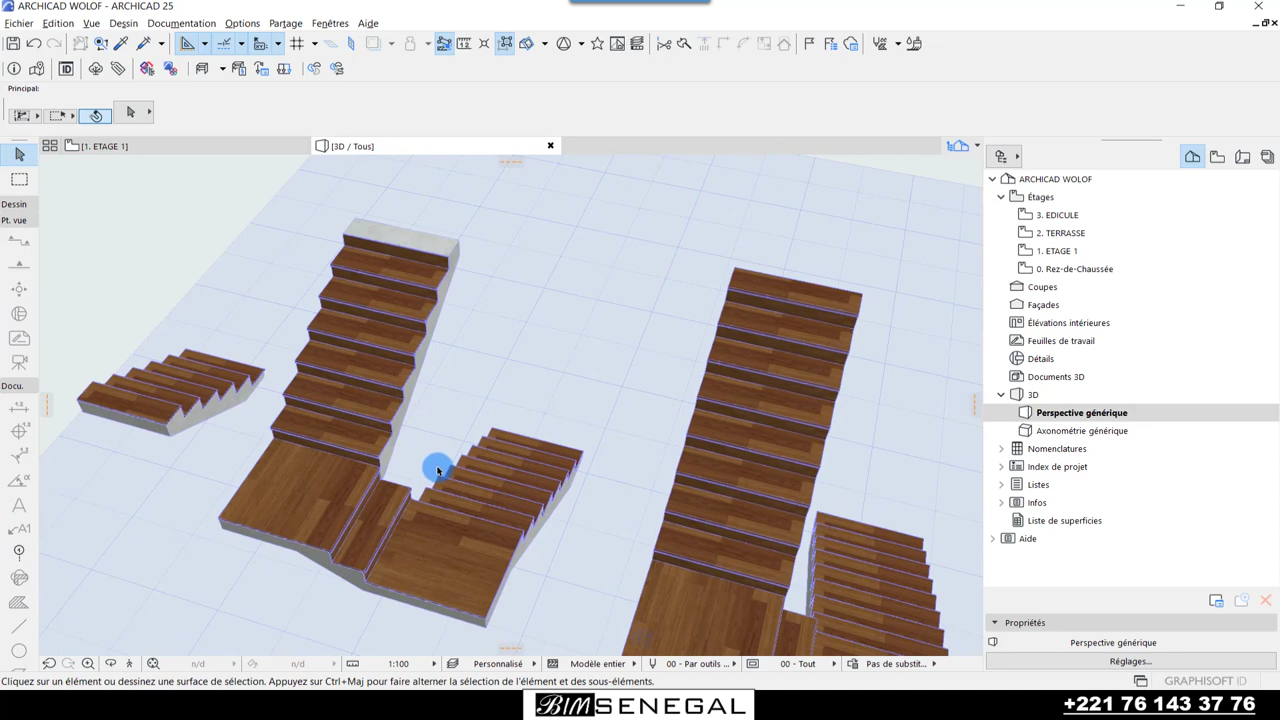 ARCHICAD WOLOF - ARCHICAD 25
Fichier Edition Vue Dessin Documentation Options Partage Fenêtres Aide
Principal:
[1. ETAGE 1]
[3D / Tous]
Dessin
Pt. vue
Docu.
A
A1
ID
ARCHICAD WOLOF
Étages
3. EDICULE
2. TERRASSE
1. ETAGE 1
0. Rez-de-Chaussée
Coupes
Façades
Élévations intérieures
Feuilles de travail
Détails
Documents 3D
3D
Perspective générique
Axonométrie générique
Nomenclatures
Index de projet
Listes
Infos
Liste de superficies
Aide
Propriétés
Perspective générique
Réglages...
n/d n/d 1:100 Personnalisé Modèle entier 00 - Par outils ... 00 - Tout Pas de substit...
Cliquez sur un élément ou dessinez une surface de sélection. Appuyez sur Ctrl+Maj pour faire alterner la sélection de l'élément et des sous-éléments.
GRAPHISOFT ID
BIMSENEGAL
+221 76 143 37 76